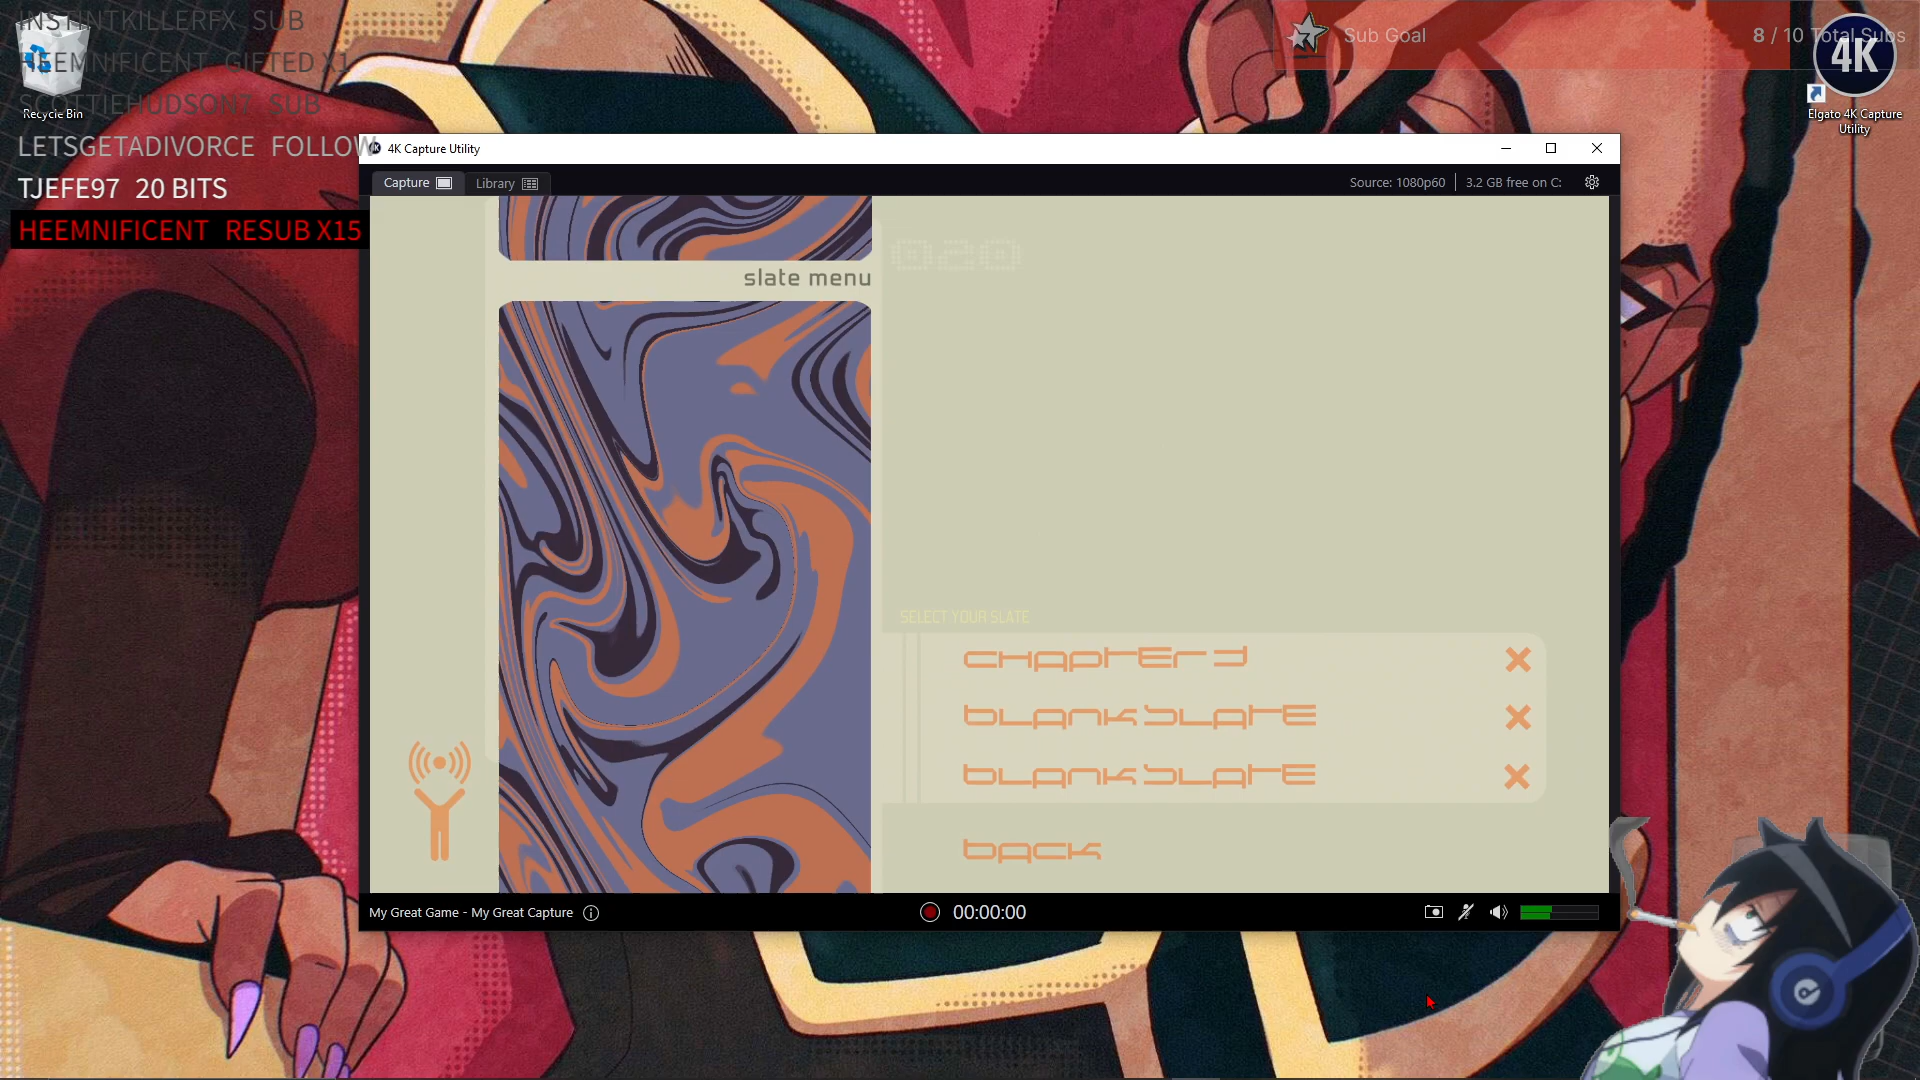 INSTINTKILLERFX SUB
HEEMNIFICENT GIFTED X1
SCOTTIEHUDSON7 SUB
LETSGETADIVORCE FOLLOW
TJEFE97 20 BITS
HEEMNIFICENT RESUB X15
Recycle Bin
Sub Goal
8 / 10 Total Subs
4K
Elgato 4K Capture
Utility
4K Capture Utility
Capture
Library
Source: 1080p60
3.2 GB free on C:
slate menu
020
SELECT YOUR SLATE
CHAPTER J
BLANK SLATE
BLANK SLATE
BACK
My Great Game - My Great Capture
00:00:00